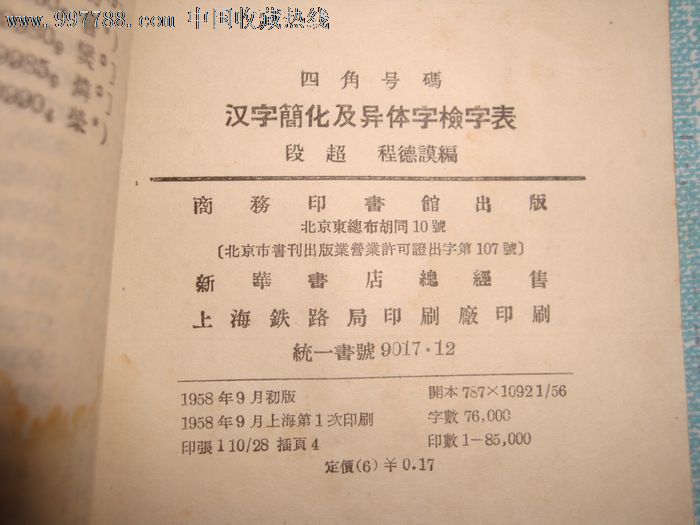 www.997788.com 中国收藏热线
9985₉
9990₄ 榮
四角号碼
汉字簡化及异体字檢字表
段超 程德謨編
商務印書館出版
北京東總布胡同10號
(北京市書刊出版業營業許可證出字第107號)
新華書店總經售
上海鉄路局印刷廠印刷
統一書號 9017·12
1958年9月初版
1958年9月上海第1次印刷
印張 1 10/28 插頁 4
開本 787×1092 1/56
字數 76,000
印數 1—85,000
定價(6)￥0.17